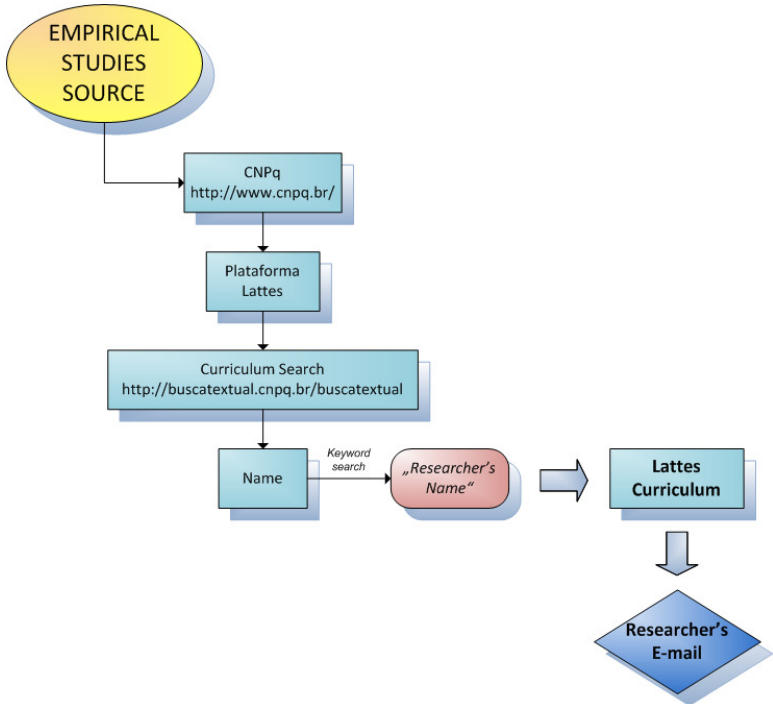 EMPIRICAL
STUDIES
SOURCE
CNPq
http://www.cnpq.br/
Plataforma
Lattes
Curriculum Search
http://buscatextual.cnpq.br/buscatextual
Name
Keyword
search
„Researcher's
Name“
Lattes
Curriculum
Researcher's
E-mail